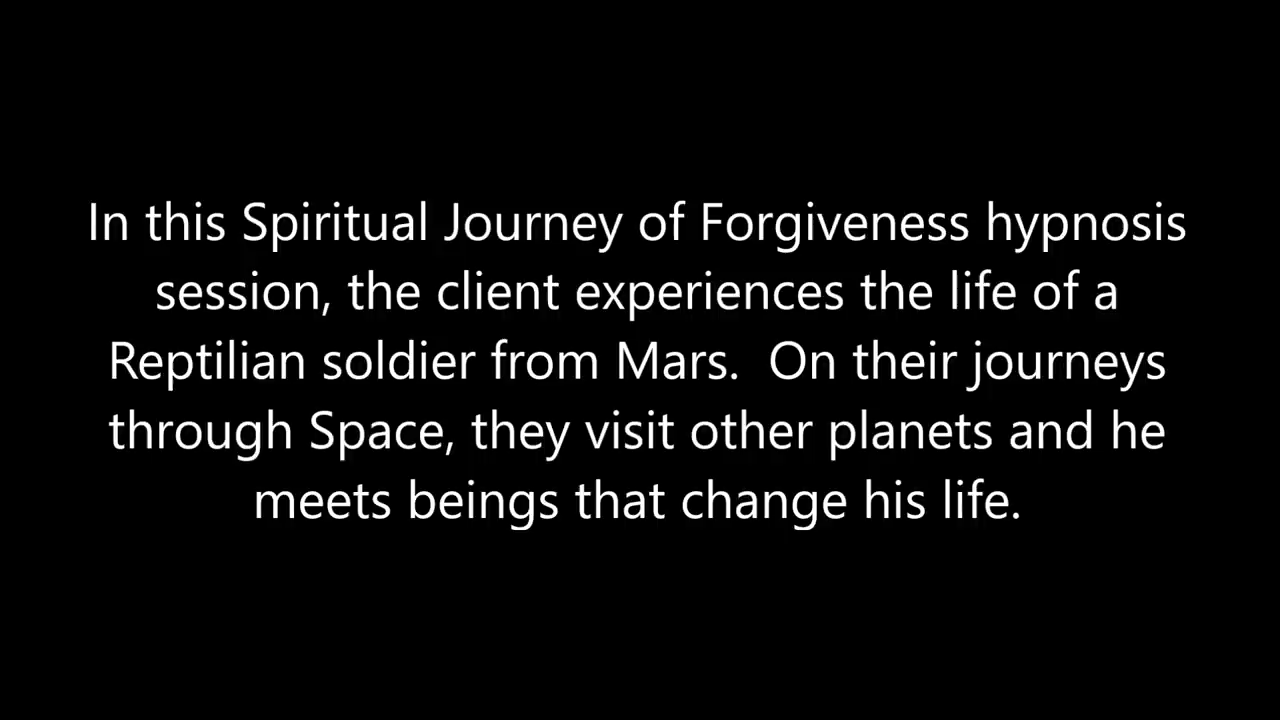 In this Spiritual Journey of Forgiveness hypnosis
session, the client experiences the life of a
Reptilian soldier from Mars.  On their journeys
through Space, they visit other planets and he
meets beings that change his life.